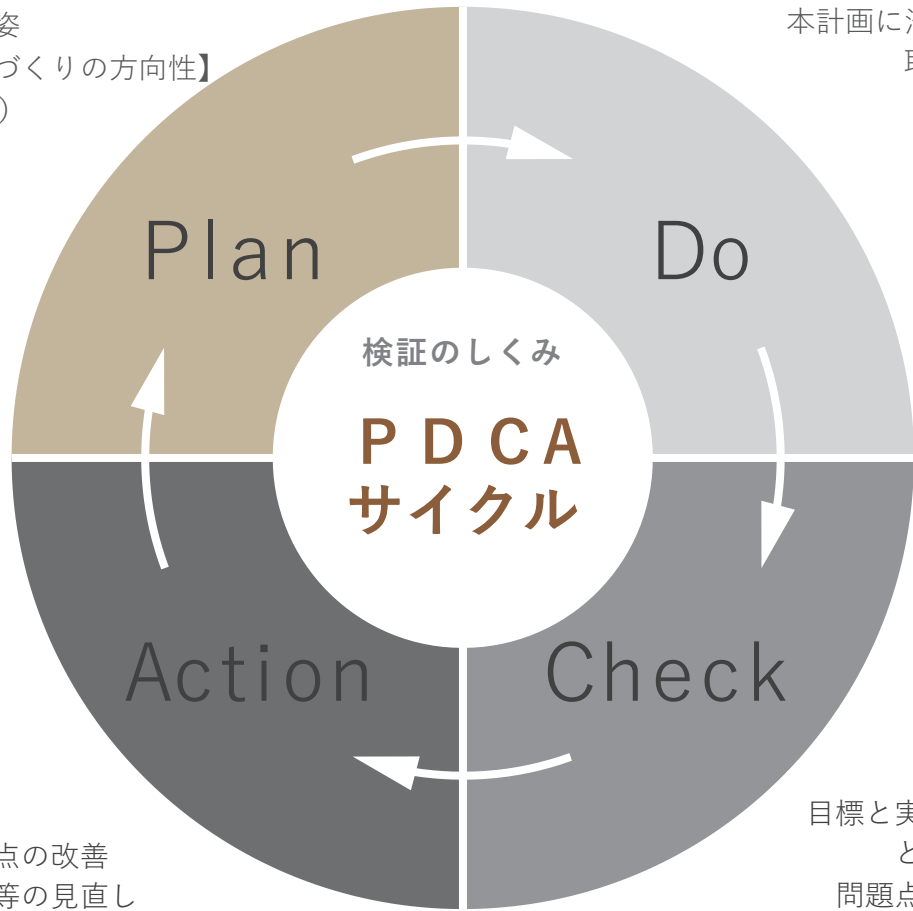 姿
づくりの方向性】
)
本計画に
Plan
Do
検証のしくみ
PDCA
サイクル
Action
Check
点の改善
等の見直し
目標と実
と
問題点